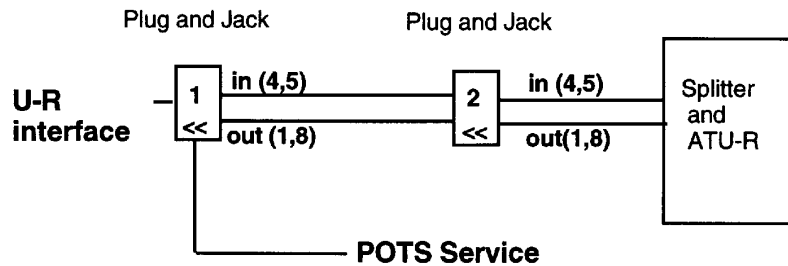 Plug and Jack
Plug and Jack
U-R
interface
1
<<
in (4,5)
out (1,8)
2
<<
in (4,5)
out(1,8)
Splitter
and
ATU-R
POTS Service